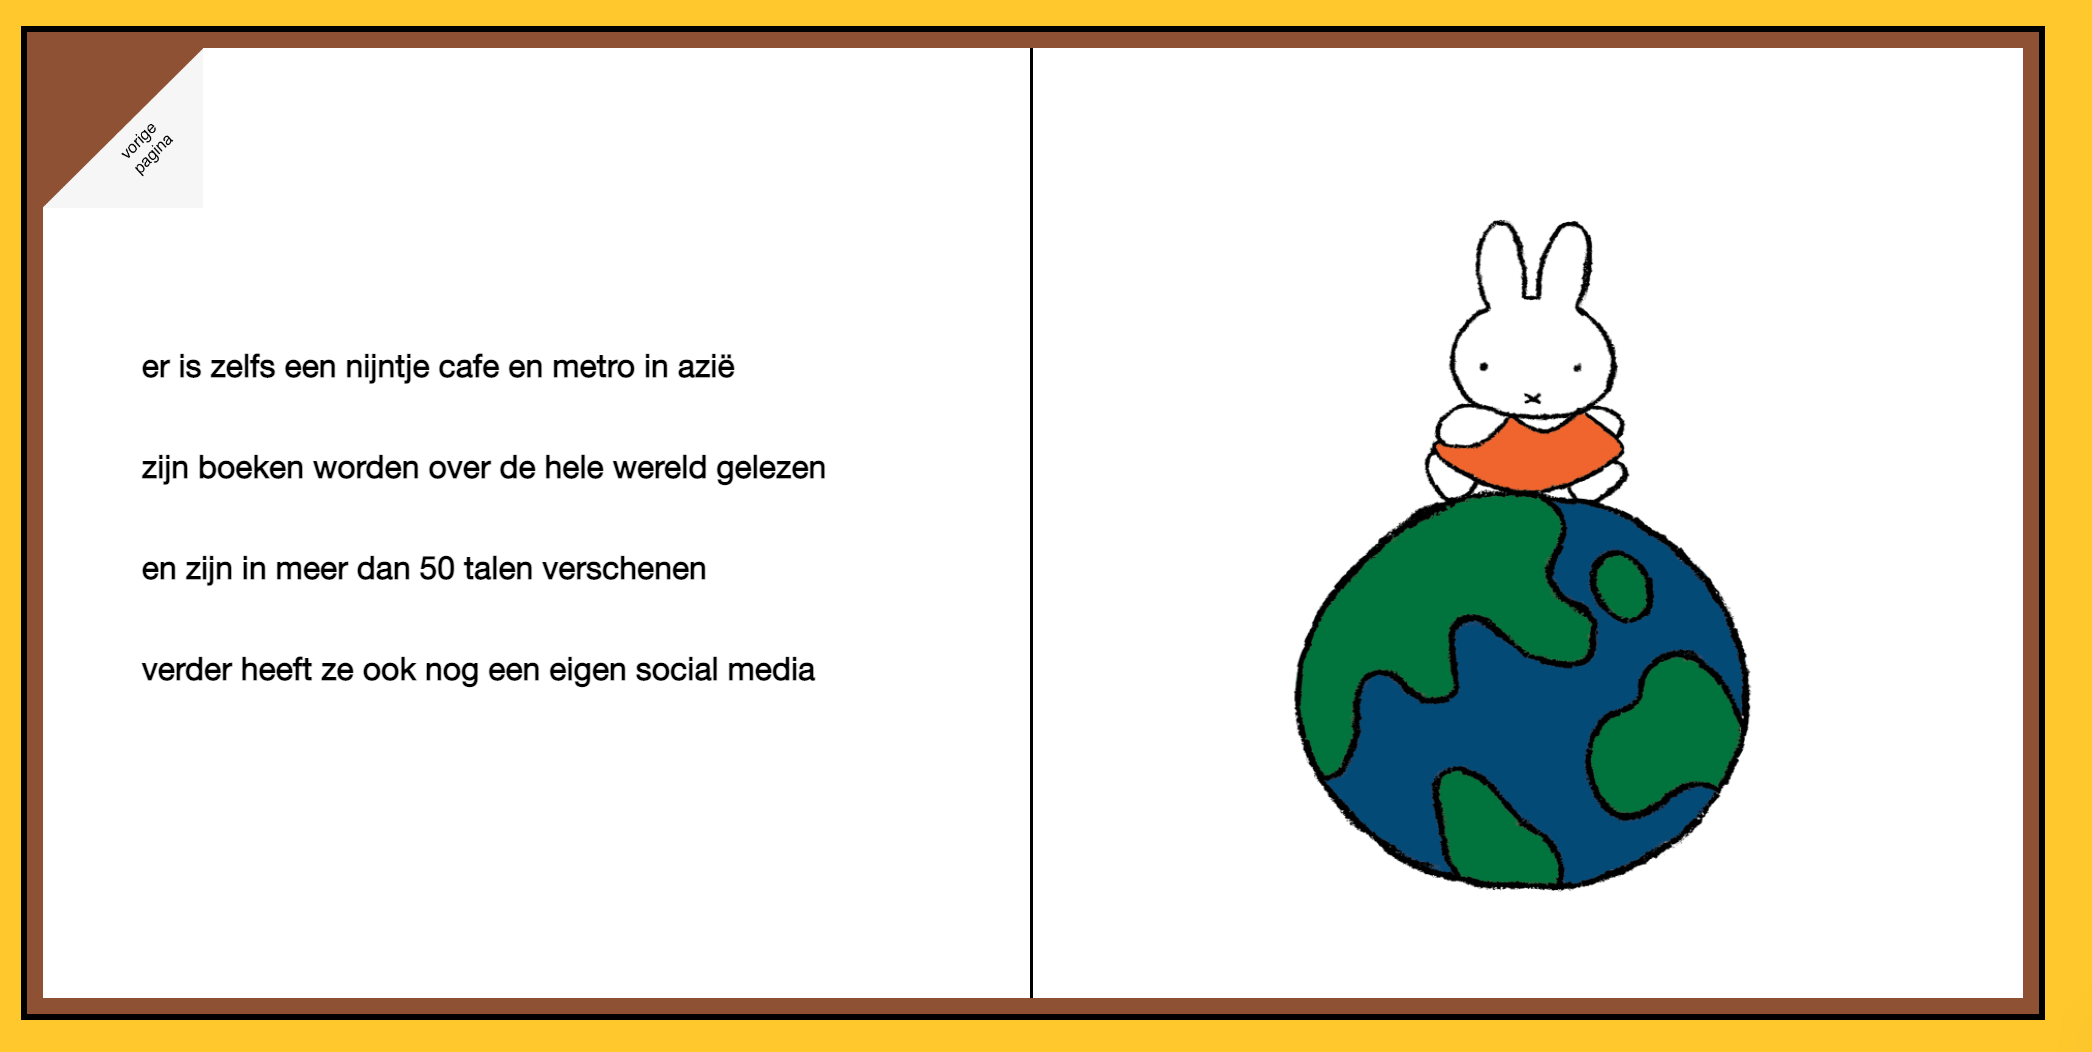 vorige
pagina
er is zelfs een nijntje cafe en metro in azië
zijn boeken worden over de hele wereld gelezen
en zijn in meer dan 50 talen verschenen
verder heeft ze ook nog een eigen social media